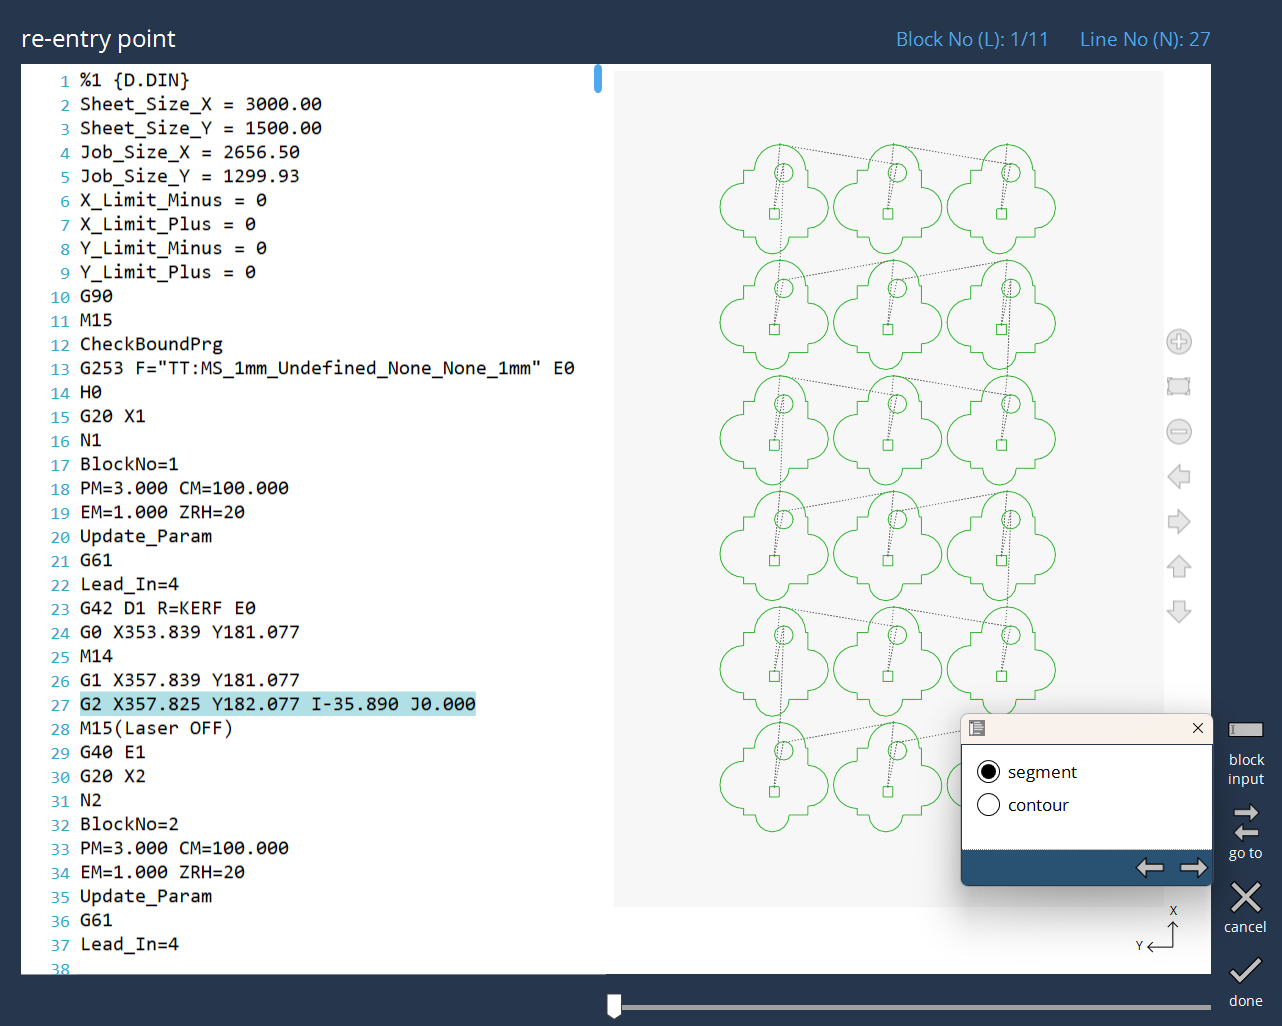 re-entry point
Block No (L): 1/11
Line No (N): 27
1 %1 {D.DIN}
2 Sheet_Size_X = 3000.00
3 Sheet_Size_Y = 1500.00
4 Job_Size_X = 2656.50
5 Job_Size_Y = 1299.93
6 X_Limit_Minus = 0
7 X_Limit_Plus = 0
8 Y_Limit_Minus = 0
9 Y_Limit_Plus = 0
10 G90
11 M15
12 CheckBoundPrg
13 G253 F="TT:MS_1mm_Undefined_None_None_1mm" E0
14 H0
15 G20 X1
16 N1
17 BlockNo=1
18 PM=3.000 CM=100.000
19 EM=1.000 ZRH=20
20 Update_Param
21 G61
22 Lead_In=4
23 G42 D1 R=KERF E0
24 G0 X353.839 Y181.077
25 M14
26 G1 X357.839 Y181.077
27 G2 X357.825 Y182.077 I-35.890 J0.000
28 M15(Laser OFF)
29 G40 E1
30 G20 X2
31 N2
32 BlockNo=2
33 PM=3.000 CM=100.000
34 EM=1.000 ZRH=20
35 Update_Param
36 G61
37 Lead_In=4
38
segment
contour
X
Y
block
input
go to
cancel
done